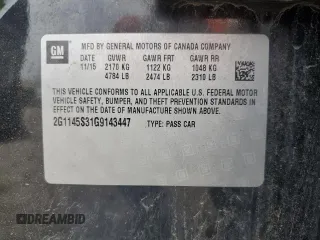 GM
MFD BY GENERAL MOTORS OF CANADA COMPANY
DATE GVWR GAWR FRT GAWR RR
11/15 2170 KG 1122 KG 1048 KG
4784 LB 2474 LB 2310 LB
THIS VEHICLE CONFORMS TO ALL APPLICABLE U.S. FEDERAL MOTOR
VEHICLE SAFETY, BUMPER, AND THEFT PREVENTION STANDARDS IN EFFECT
ON THE DATE OF MANUFACTURE SHOWN ABOVE.
2G1145S31G9143447 TYPE: PASS CAR
© DREAMBID